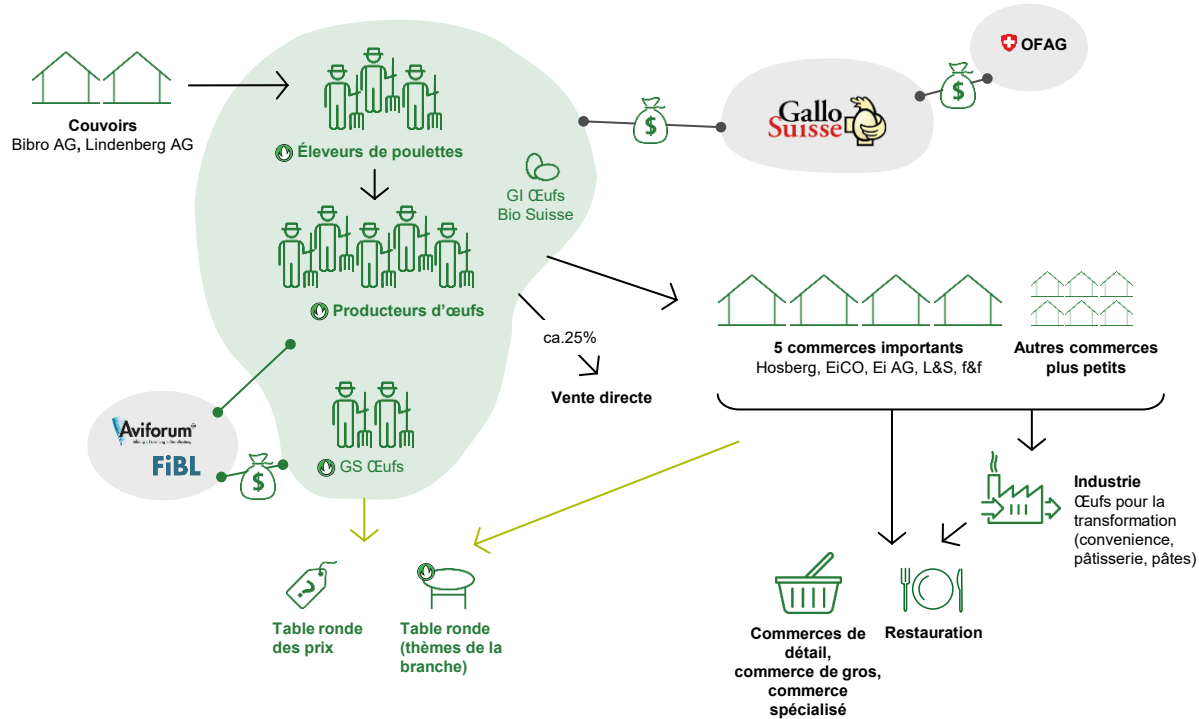 OFAG
Gallo
Suisse
$
$
Couvoirs
Bibro AG, Lindenberg AG
Éleveurs de poulettes
GI Œufs
Bio Suisse
Producteurs d’œufs
ca.25%
Vente directe
5 commerces importants
Hosberg, EiCO, Ei AG, L&S, f&f
Autres commerces
plus petits
Aviforum
FiBL
$
GS Œufs
Industrie
Œufs pour la
transformation
(convenience,
pâtisserie, pâtes)
?
Table ronde
des prix
Table ronde
(thèmes de la
branche)
Commerces de
détail,
commerce de gros,
commerce
spécialisé
Restauration